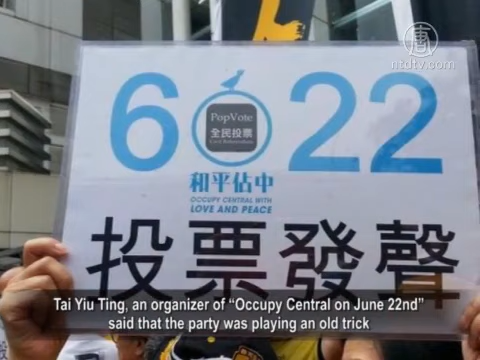 唐
ntdtv.com
6 22
PopVote
全民投票
Civil Referendum
和平佔中
OCCUPY CENTRAL WITH
LOVE AND PEACE
投票發聲
Tai Yiu Ting, an organizer of “Occupy Central on June 22nd”
said that the party was playing an old trick